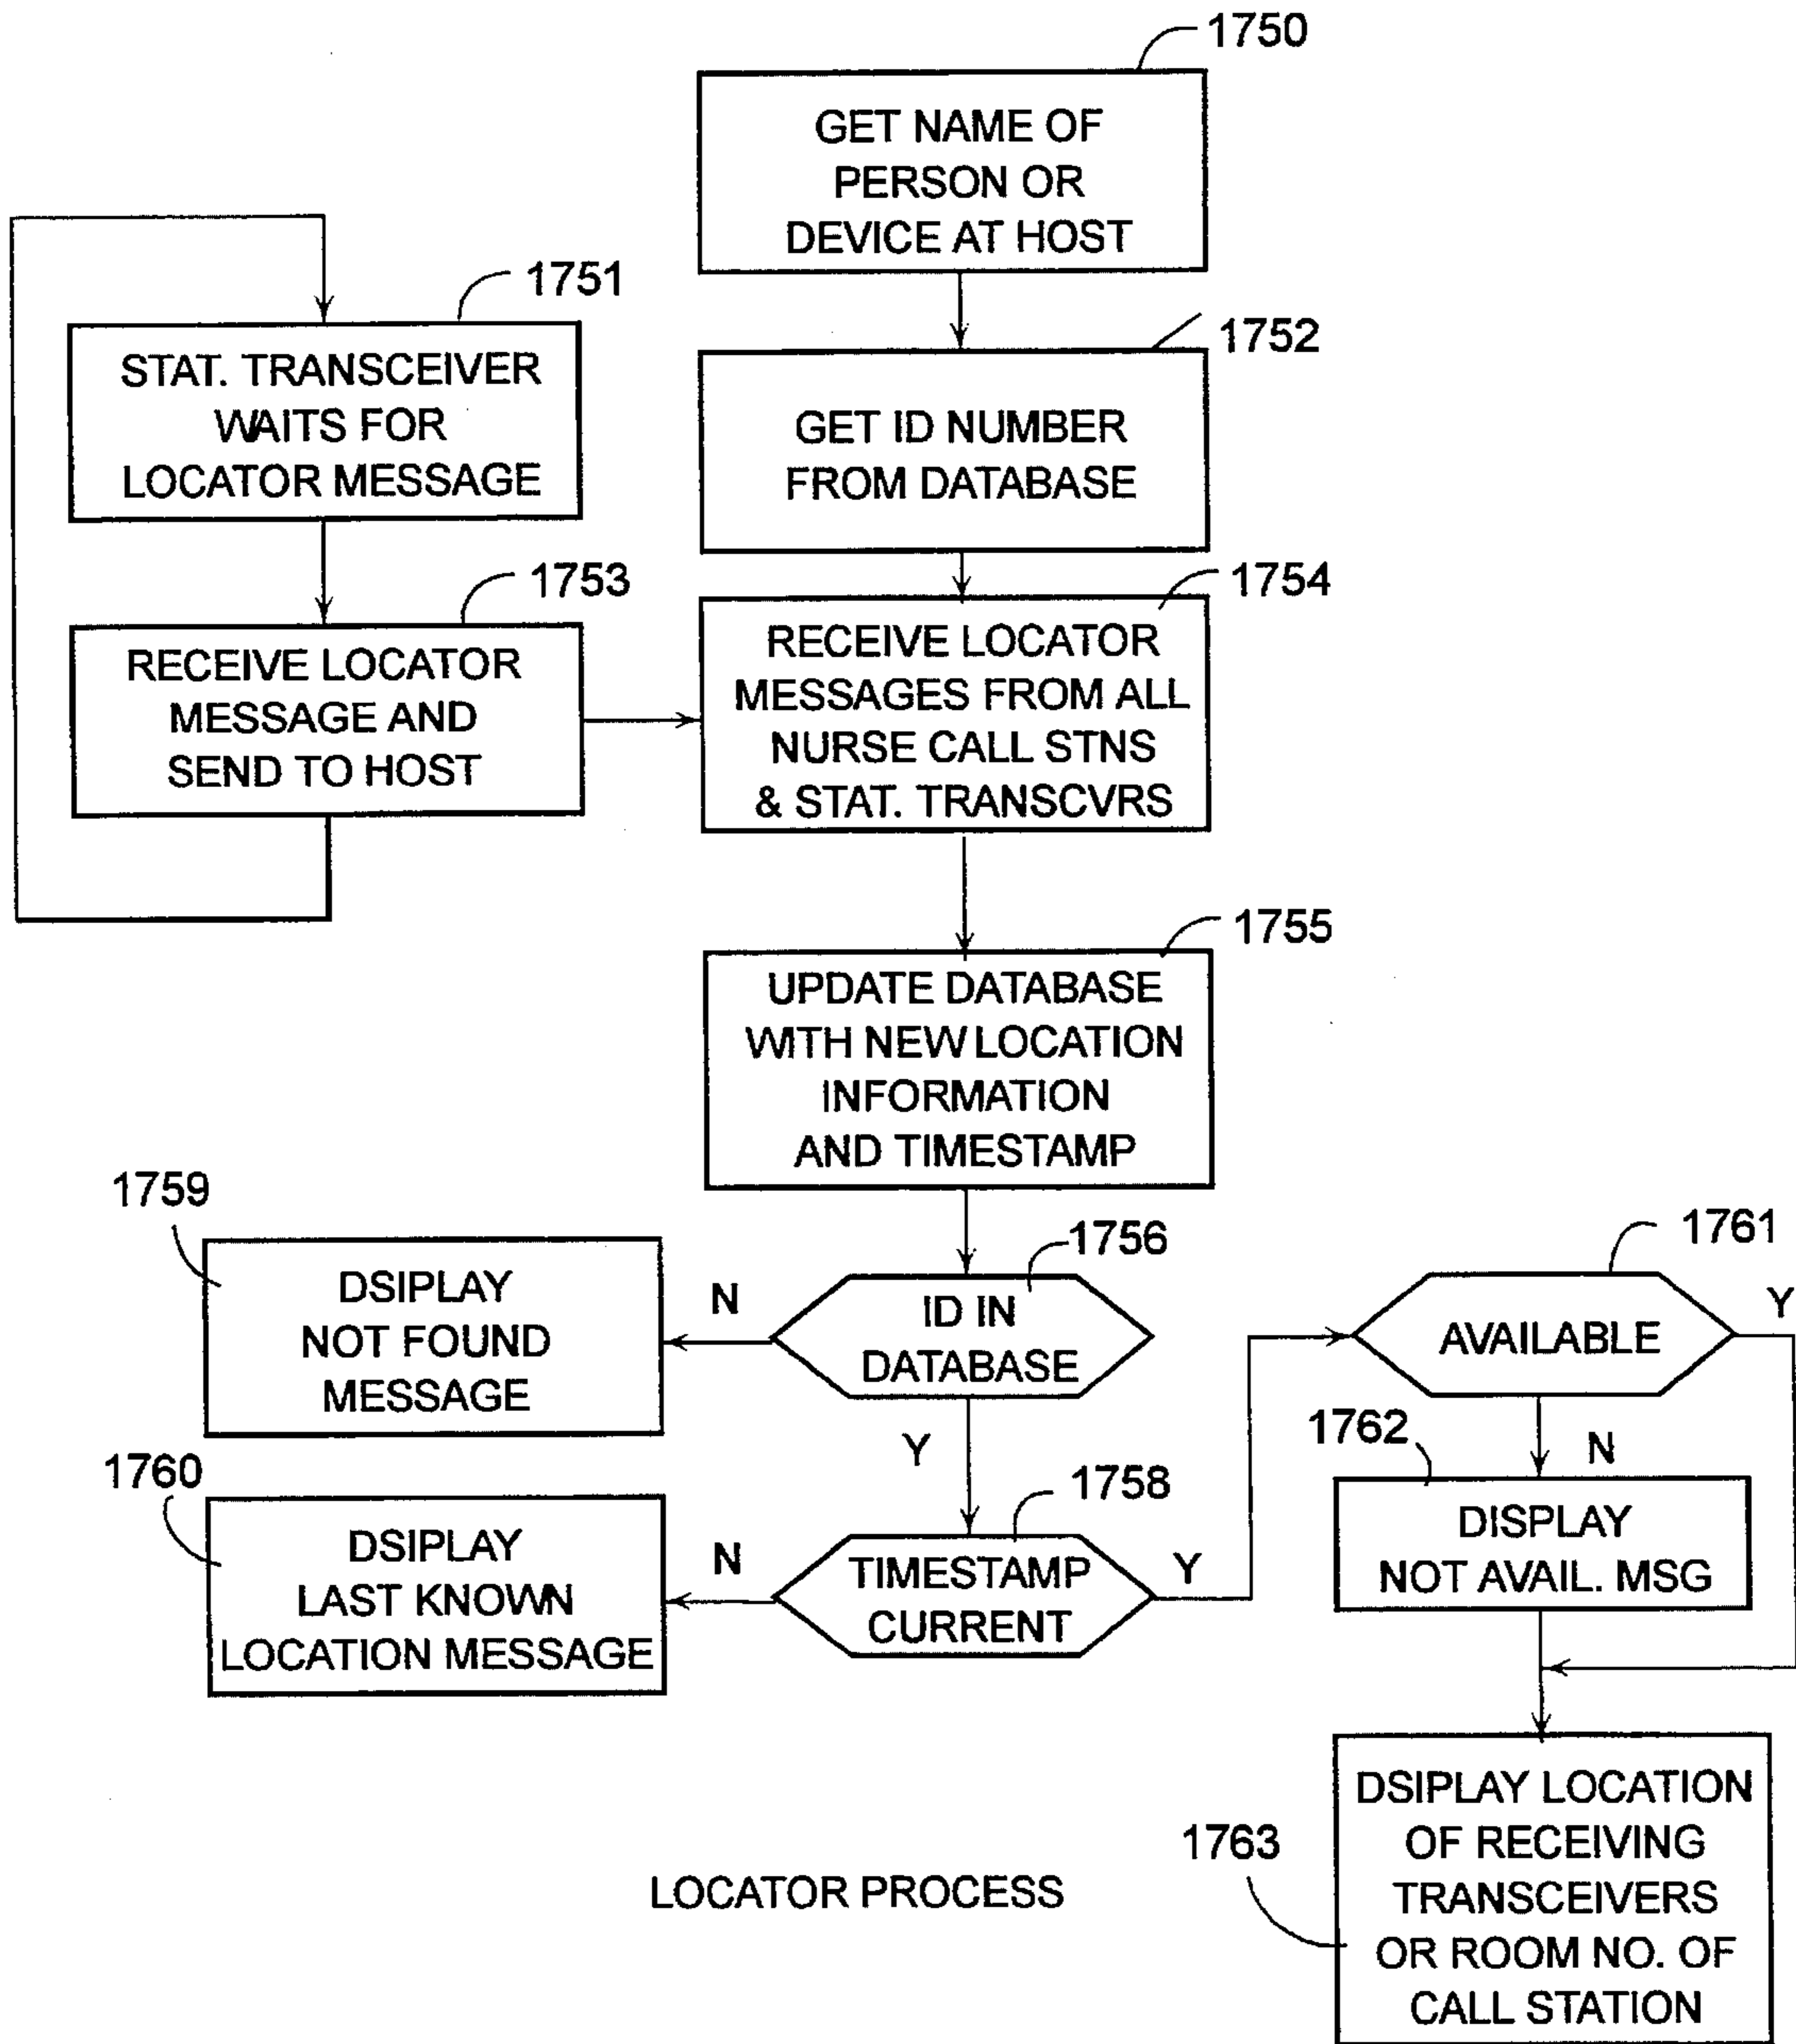 1750
GET NAME OF
PERSON OR
DEVICE AT HOST
1751
STAT. TRANSCEIVER
WAITS FOR
LOCATOR MESSAGE
1752
GET ID NUMBER
FROM DATABASE
1753
RECEIVE LOCATOR
MESSAGE AND
SEND TO HOST
1754
RECEIVE LOCATOR
MESSAGES FROM ALL
NURSE CALL STNS
& STAT. TRANSCVRS
1755
UPDATE DATABASE
WITH NEW LOCATION
INFORMATION
AND TIMESTAMP
1759
DSIPLAY
NOT FOUND
MESSAGE
N
1756
ID IN
DATABASE
Y
1761
AVAILABLE
Y
1760
DSIPLAY
LAST KNOWN
LOCATION MESSAGE
N
1758
TIMESTAMP
CURRENT
Y
1762
N
DISPLAY
NOT AVAIL. MSG
1763
DSIPLAY LOCATION
OF RECEIVING
TRANSCEIVERS
OR ROOM NO. OF
CALL STATION
LOCATOR PROCESS